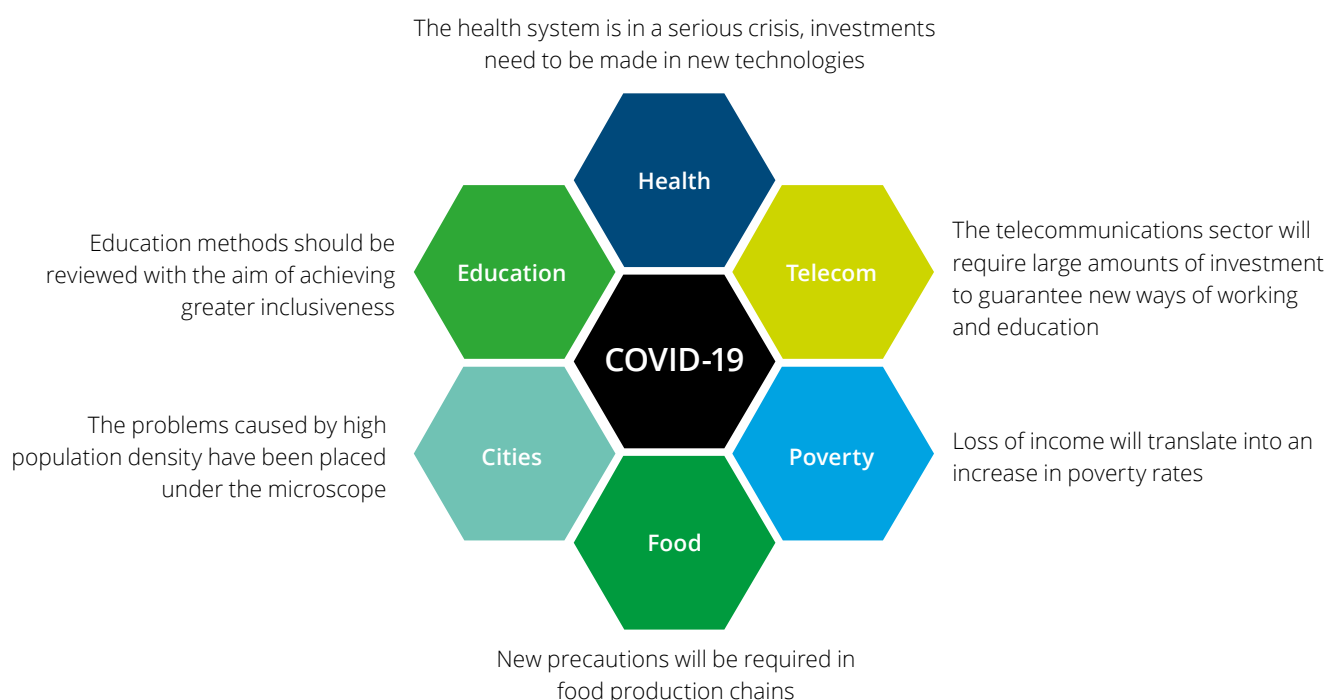 The health system is in a serious crisis, investments
need to be made in new technologies
Health
Education methods should be
reviewed with the aim of achieving
greater inclusiveness
Education
Telecom
The telecommunications sector will
require large amounts of investment
to guarantee new ways of working
and education
COVID-19
The problems caused by high
population density have been placed
under the microscope
Cities
Poverty
Loss of income will translate into an
increase in poverty rates
Food
New precautions will be required in
food production chains